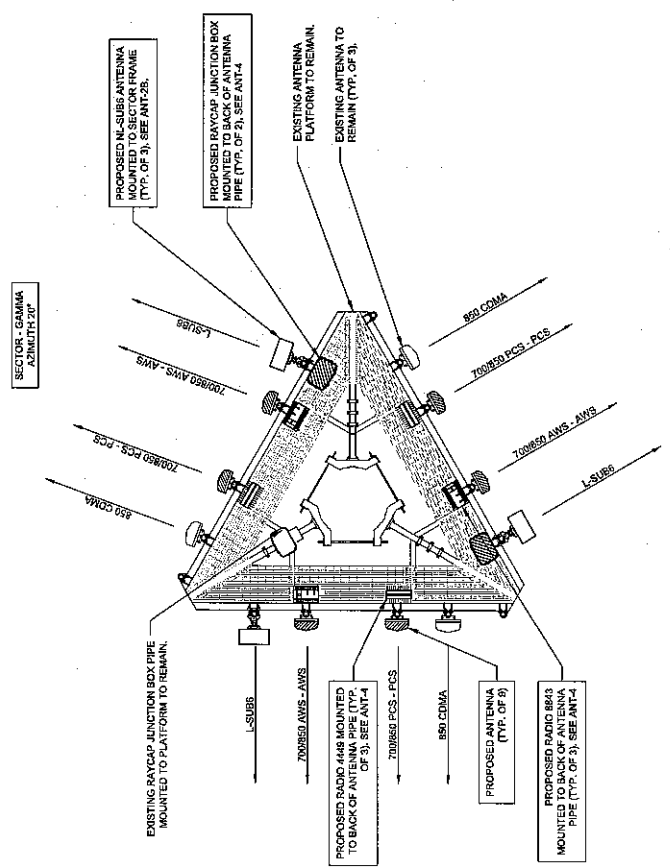 SECTOR - GAMMA
AZIMUTH 20°
PROPOSED NL-SUB6 ANTENNA
MOUNTED TO SECTOR FRAME
(TYP. OF 3). SEE ANT-2B.
PROPOSED RAYCAP JUNCTION BOX
MOUNTED TO BACK OF ANTENNA
PIPE (TYP. OF 2). SEE ANT-4
EXISTING ANTENNA
PLATFORM TO REMAIN.
EXISTING ANTENNA TO
REMAIN (TYP. OF 3).
850 CDMA
700/850 PCS - PCS
700/850 AWS - AWS
L-SUB6
850 CDMA
700/850 PCS - PCS
700/850 AWS - AWS
L-SUB6
EXISTING RAYCAP JUNCTION BOX PIPE
MOUNTED TO PLATFORM TO REMAIN.
L-SUB6
700/850 AWS - AWS
PROPOSED RADIO 4449 MOUNTED
TO BACK OF ANTENNA PIPE (TYP.
OF 3). SEE ANT-4
700/850 PCS - PCS
850 CDMA
PROPOSED ANTENNA
(TYP. OF 9)
PROPOSED RADIO 8843
MOUNTED TO BACK OF ANTENNA
PIPE (TYP. OF 3). SEE ANT-4